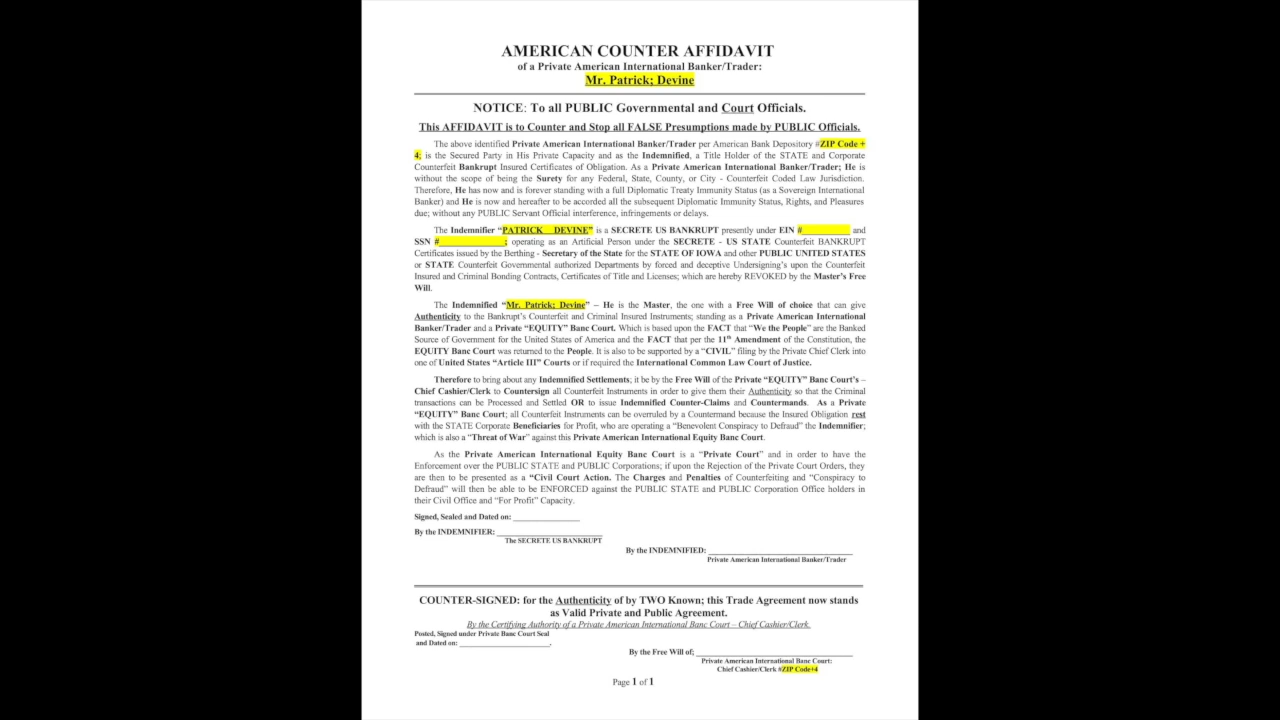 AMERICAN COUNTER AFFIDAVIT
of a Private American International Banker/Trader:
Mr. Patrick; Devine
NOTICE: To all PUBLIC Governmental and Court Officials.
This AFFIDAVIT is to Counter and Stop all FALSE Presumptions made by PUBLIC Officials.
The above identified Private American International Banker/Trader per American Bank Depository #ZIP Code +
4; is the Secured Party in His Private Capacity and as the Indemnified, a Title Holder of the STATE and Corporate
Counterfeit Bankrupt Insured Certificates of Obligation. As a Private American International Banker/Trader; He is
without the scope of being the Surety for any Federal, State, County, or City - Counterfeit Coded Law Jurisdiction.
Therefore, He has now and is forever standing with a full Diplomatic Treaty Immunity Status (as a Sovereign International
Banker) and He is now and hereafter to be accorded all the subsequent Diplomatic Immunity Status, Rights, and Pleasures
due; without any PUBLIC Servant Official interference, infringements or delays.
The Indemnifier “PATRICK DEVINE” is a SECRETE US BANKRUPT presently under EIN #__________ and
SSN #______________; operating as an Artificial Person under the SECRETE - US STATE Counterfeit BANKRUPT
Certificates issued by the Berthing - Secretary of the State for the STATE OF IOWA and other PUBLIC UNITED STATES
or STATE Counterfeit Governmental authorized Departments by forced and deceptive Undersigning’s upon the Counterfeit
Insured and Criminal Bonding Contracts, Certificates of Title and Licenses; which are hereby REVOKED by the Master’s Free
Will.
The Indemnified “Mr. Patrick; Devine” – He is the Master, the one with a Free Will of choice that can give
Authenticity to the Bankrupt’s Counterfeit and Criminal Insured Instruments; standing as a Private American International
Banker/Trader and a Private “EQUITY” Banc Court. Which is based upon the FACT that “We the People” are the Banked
Source of Government for the United States of America and the FACT that per the 11th Amendment of the Constitution, the
EQUITY Banc Court was returned to the People. It is also to be supported by a “CIVIL” filing by the Private Chief Clerk into
one of United States “Article III” Courts or if required the International Common Law Court of Justice.
Therefore to bring about any Indemnified Settlements; it be by the Free Will of the Private “EQUITY” Banc Court’s –
Chief Cashier/Clerk to Countersign all Counterfeit Instruments in order to give them their Authenticity so that the Criminal
transactions can be Processed and Settled OR to issue Indemnified Counter-Claims and Countermands. As a Private
“EQUITY” Banc Court; all Counterfeit Instruments can be overruled by a Countermand because the Insured Obligation rest
with the STATE Corporate Beneficiaries for Profit, who are operating a “Benevolent Conspiracy to Defraud” the Indemnifier;
which is also a “Threat of War” against this Private American International Equity Banc Court.
As the Private American International Equity Banc Court is a “Private Court” and in order to have the
Enforcement over the PUBLIC STATE and PUBLIC Corporations; if upon the Rejection of the Private Court Orders, they
are then to be presented as a “Civil Court Action. The Charges and Penalties of Counterfeiting and “Conspiracy to
Defraud” will then be able to be ENFORCED against the PUBLIC STATE and PUBLIC Corporation Office holders in
their Civil Office and “For Profit” Capacity.
Signed, Sealed and Dated on: _________________
By the INDEMNIFIER: ___________________________
The SECRETE US BANKRUPT
By the INDEMNIFIED: ____________________________________
Private American International Banker/Trader
COUNTER-SIGNED: for the Authenticity of by TWO Known; this Trade Agreement now stands
as Valid Private and Public Agreement.
By the Certifying Authority of a Private American International Banc Court – Chief Cashier/Clerk.
Posted, Signed under Private Banc Court Seal
and Dated on: _______________________.
By the Free Will of; _______________________________________
Private American International Banc Court:
Chief Cashier/Clerk #ZIP Code+4
Page 1 of 1